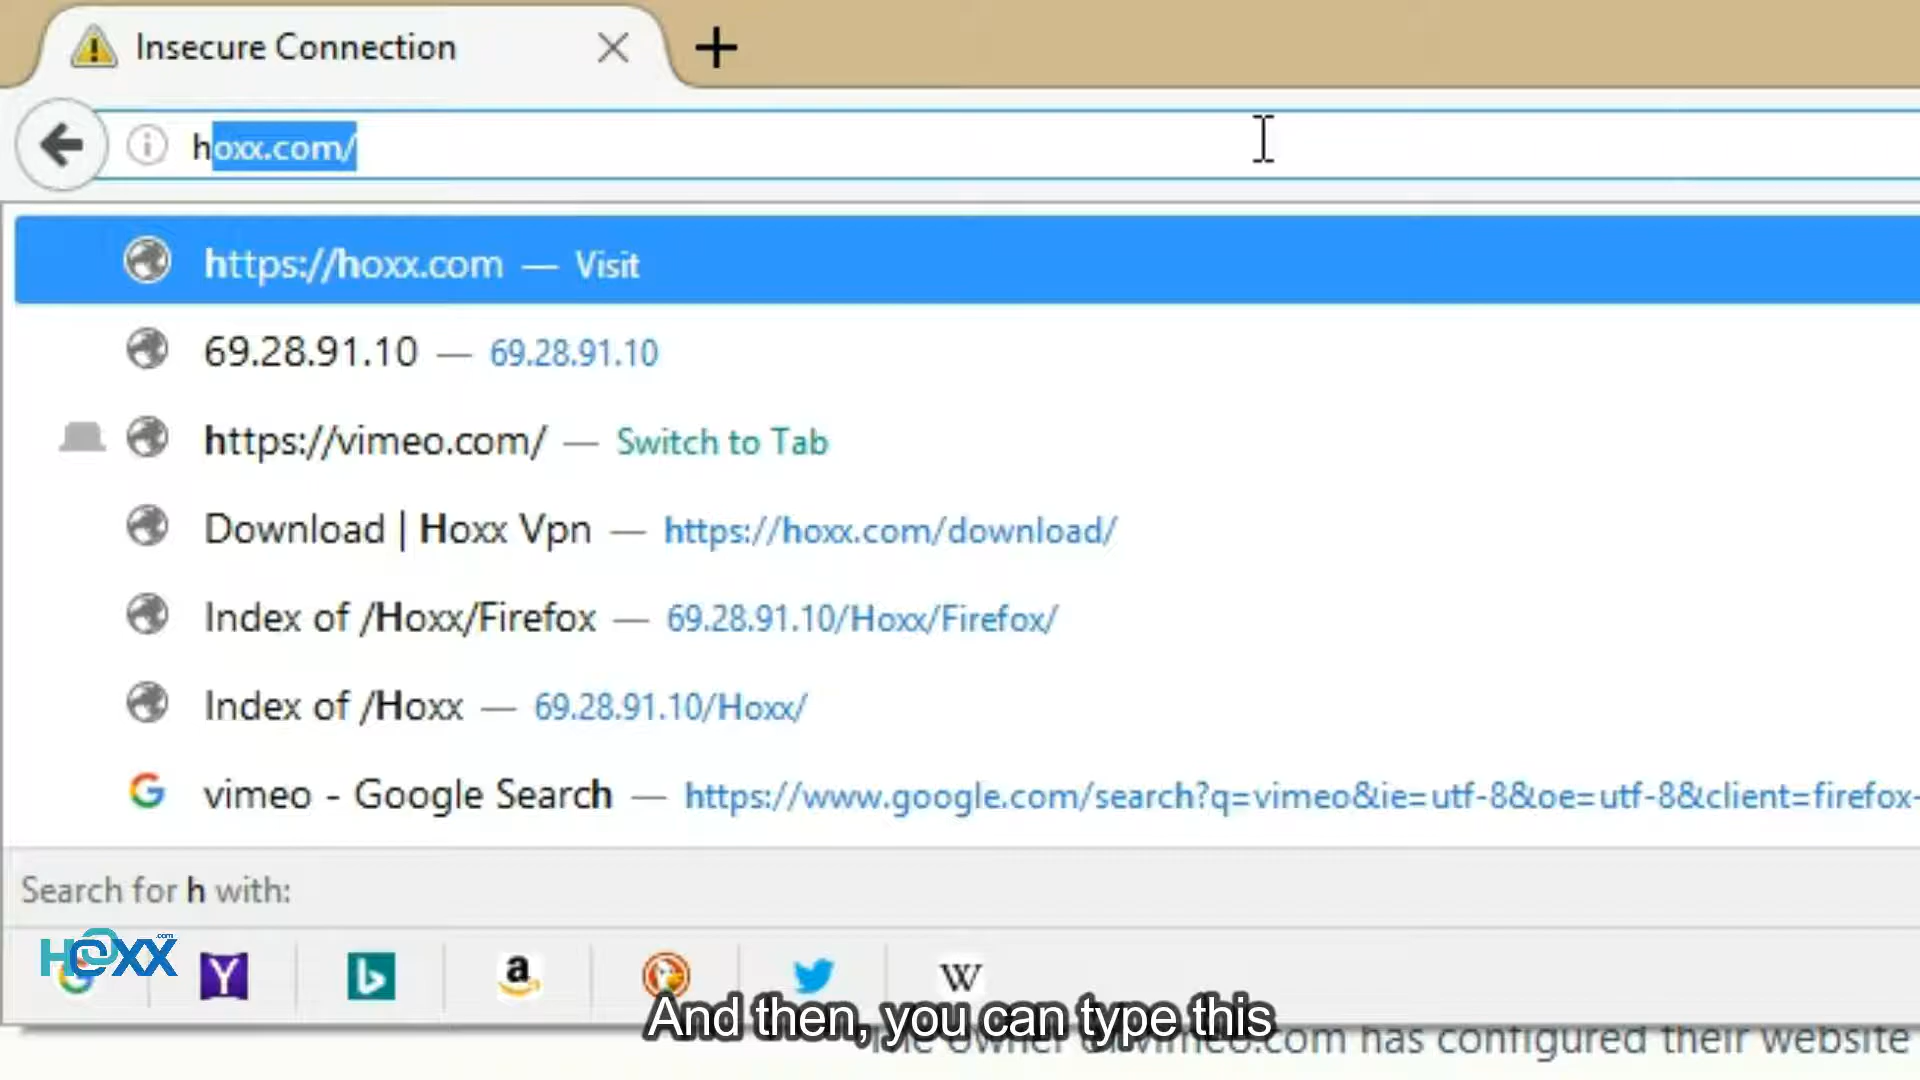 Insecure Connection
hoxx.com/
https://hoxx.com — Visit
69.28.91.10 — 69.28.91.10
https://vimeo.com/ — Switch to Tab
Download | Hoxx Vpn — https://hoxx.com/download/
Index of /Hoxx/Firefox — 69.28.91.10/Hoxx/Firefox/
Index of /Hoxx — 69.28.91.10/Hoxx/
vimeo - Google Search — https://www.google.com/search?q=vimeo&ie=utf-8&oe=utf-8&client=firefox-
Search for h with:
HOXX .com
And then, you can type this
owner of vimeo.com has configured their website